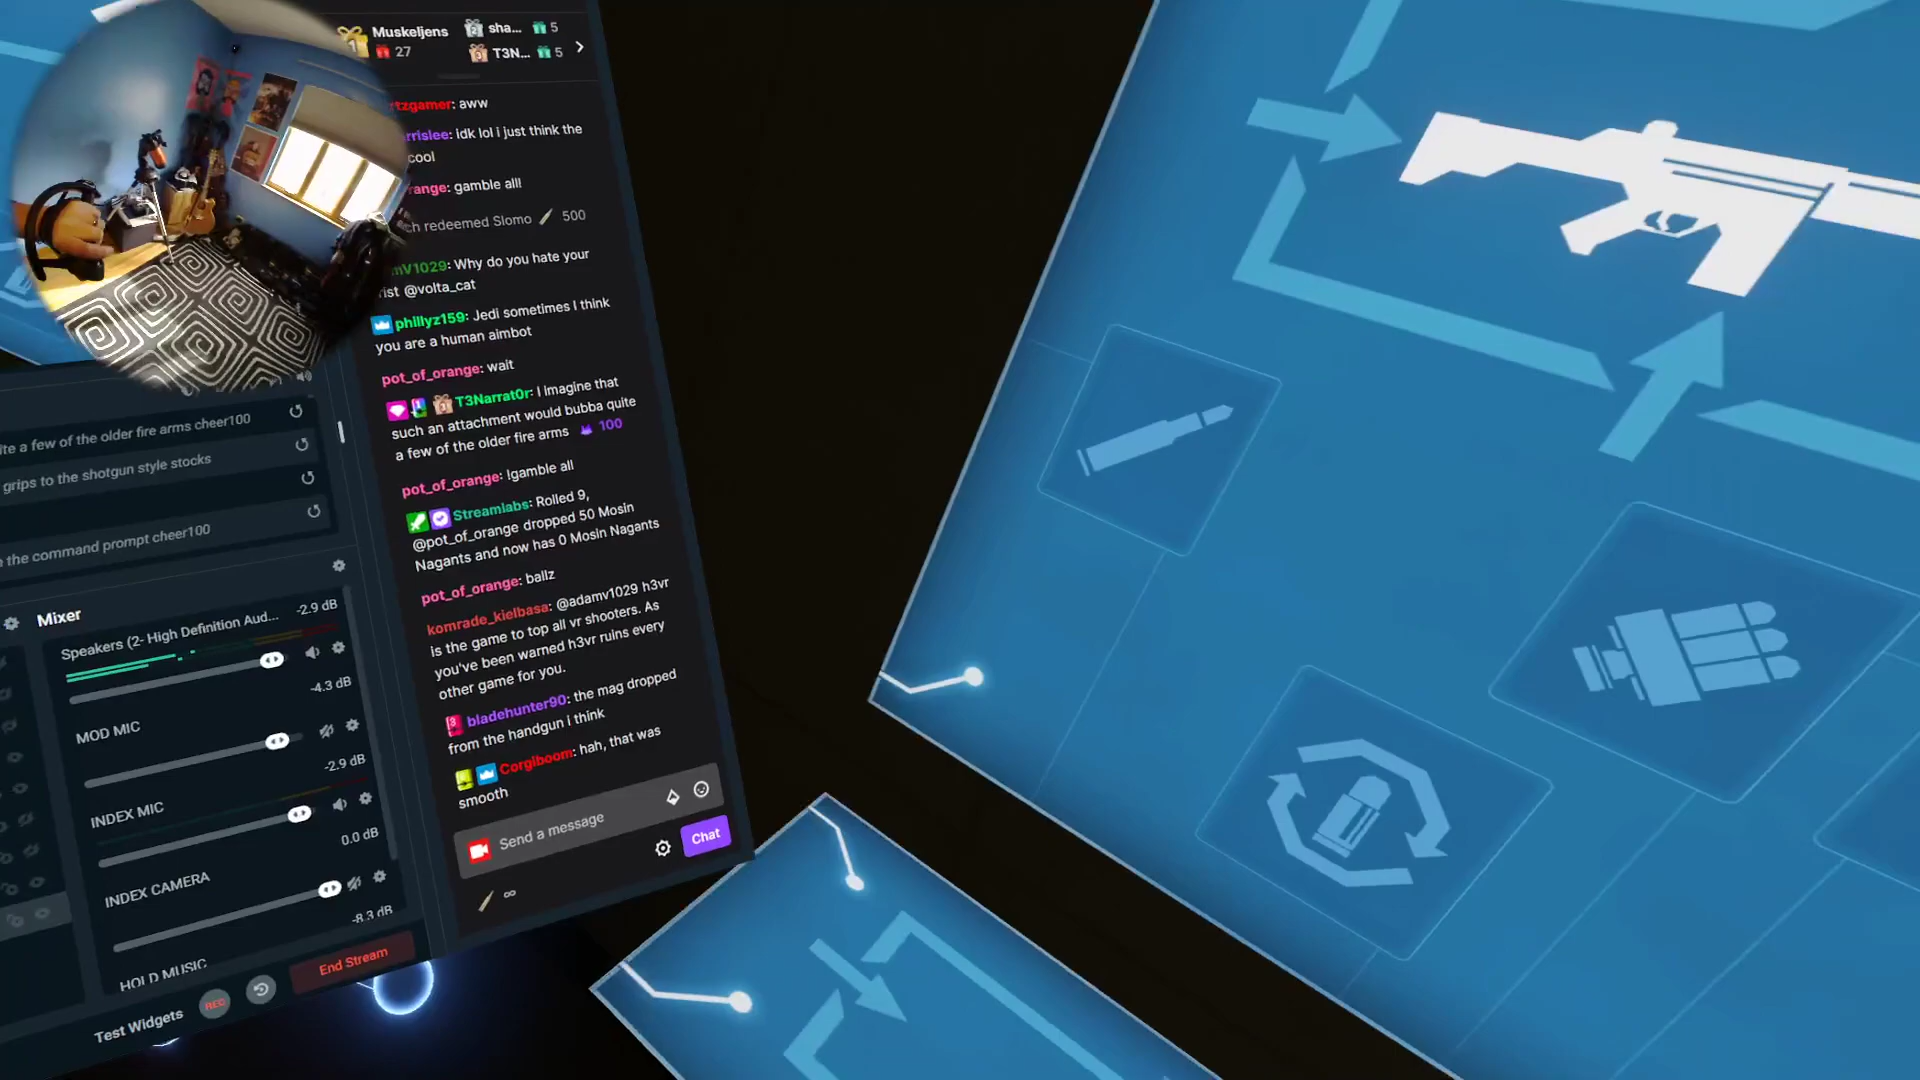 Muskeljens
27
sha...
5
T3N...
5
tzgamer: aww
rrislee: idk lol i just think the
cool
range: gamble all!
ch redeemed Slomo 500
mV1029: Why do you hate your
rist @volta_cat
phillyz159: Jedi sometimes I think
you are a human aimbot
pot_of_orange: wait
T3Narrat0r: I Imagine that
such an attachment would bubba quite
a few of the older fire arms 100
pot_of_orange: !gamble all
Streamlabs: Rolled 9,
@pot_of_orange dropped 50 Mosin
Nagants and now has 0 Mosin Nagants
pot_of_orange: ballz
komrade_kielbasa: @adamv1029 h3vr
is the game to top all vr shooters. As
you've been warned h3vr ruins every
other game for you.
bladehunter90: the mag dropped
from the handgun i think
Corgiboom: hah, that was
smooth
Send a message
Chat
∞
ite a few of the older fire arms cheer100
grips to the shotgun style stocks
the command prompt cheer100
Mixer
Speakers (2- High Definition Aud...
-2.9 dB
MOD MIC
-4.3 dB
INDEX MIC
-2.9 dB
INDEX CAMERA
0.0 dB
HOLD MUSIC
-8.3 dB
Test Widgets
REC
End Stream